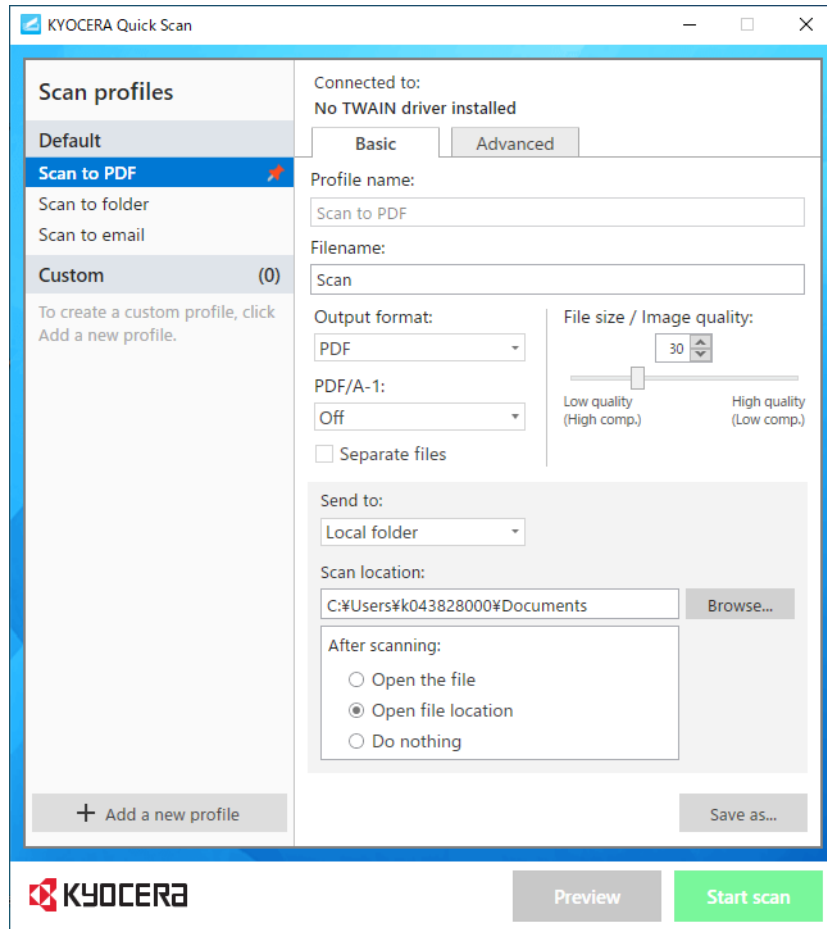 KYOCERA Quick Scan
Scan profiles
Default
Scan to PDF
Scan to folder
Scan to email
Custom (0)
To create a custom profile, click
Add a new profile.
Add a new profile
Connected to:
No TWAIN driver installed
Basic Advanced
Profile name:
Scan to PDF
Filename:
Scan
Output format:
PDF
PDF/A-1:
Off
Separate files
File size / Image quality:
30
Low quality High quality
(High comp.) (Low comp.)
Send to:
Local folder
Scan location:
C:¥Users¥k043828000¥Documents Browse...
After scanning:
Open the file
Open file location
Do nothing
Save as...
KYOCERA Preview Start scan